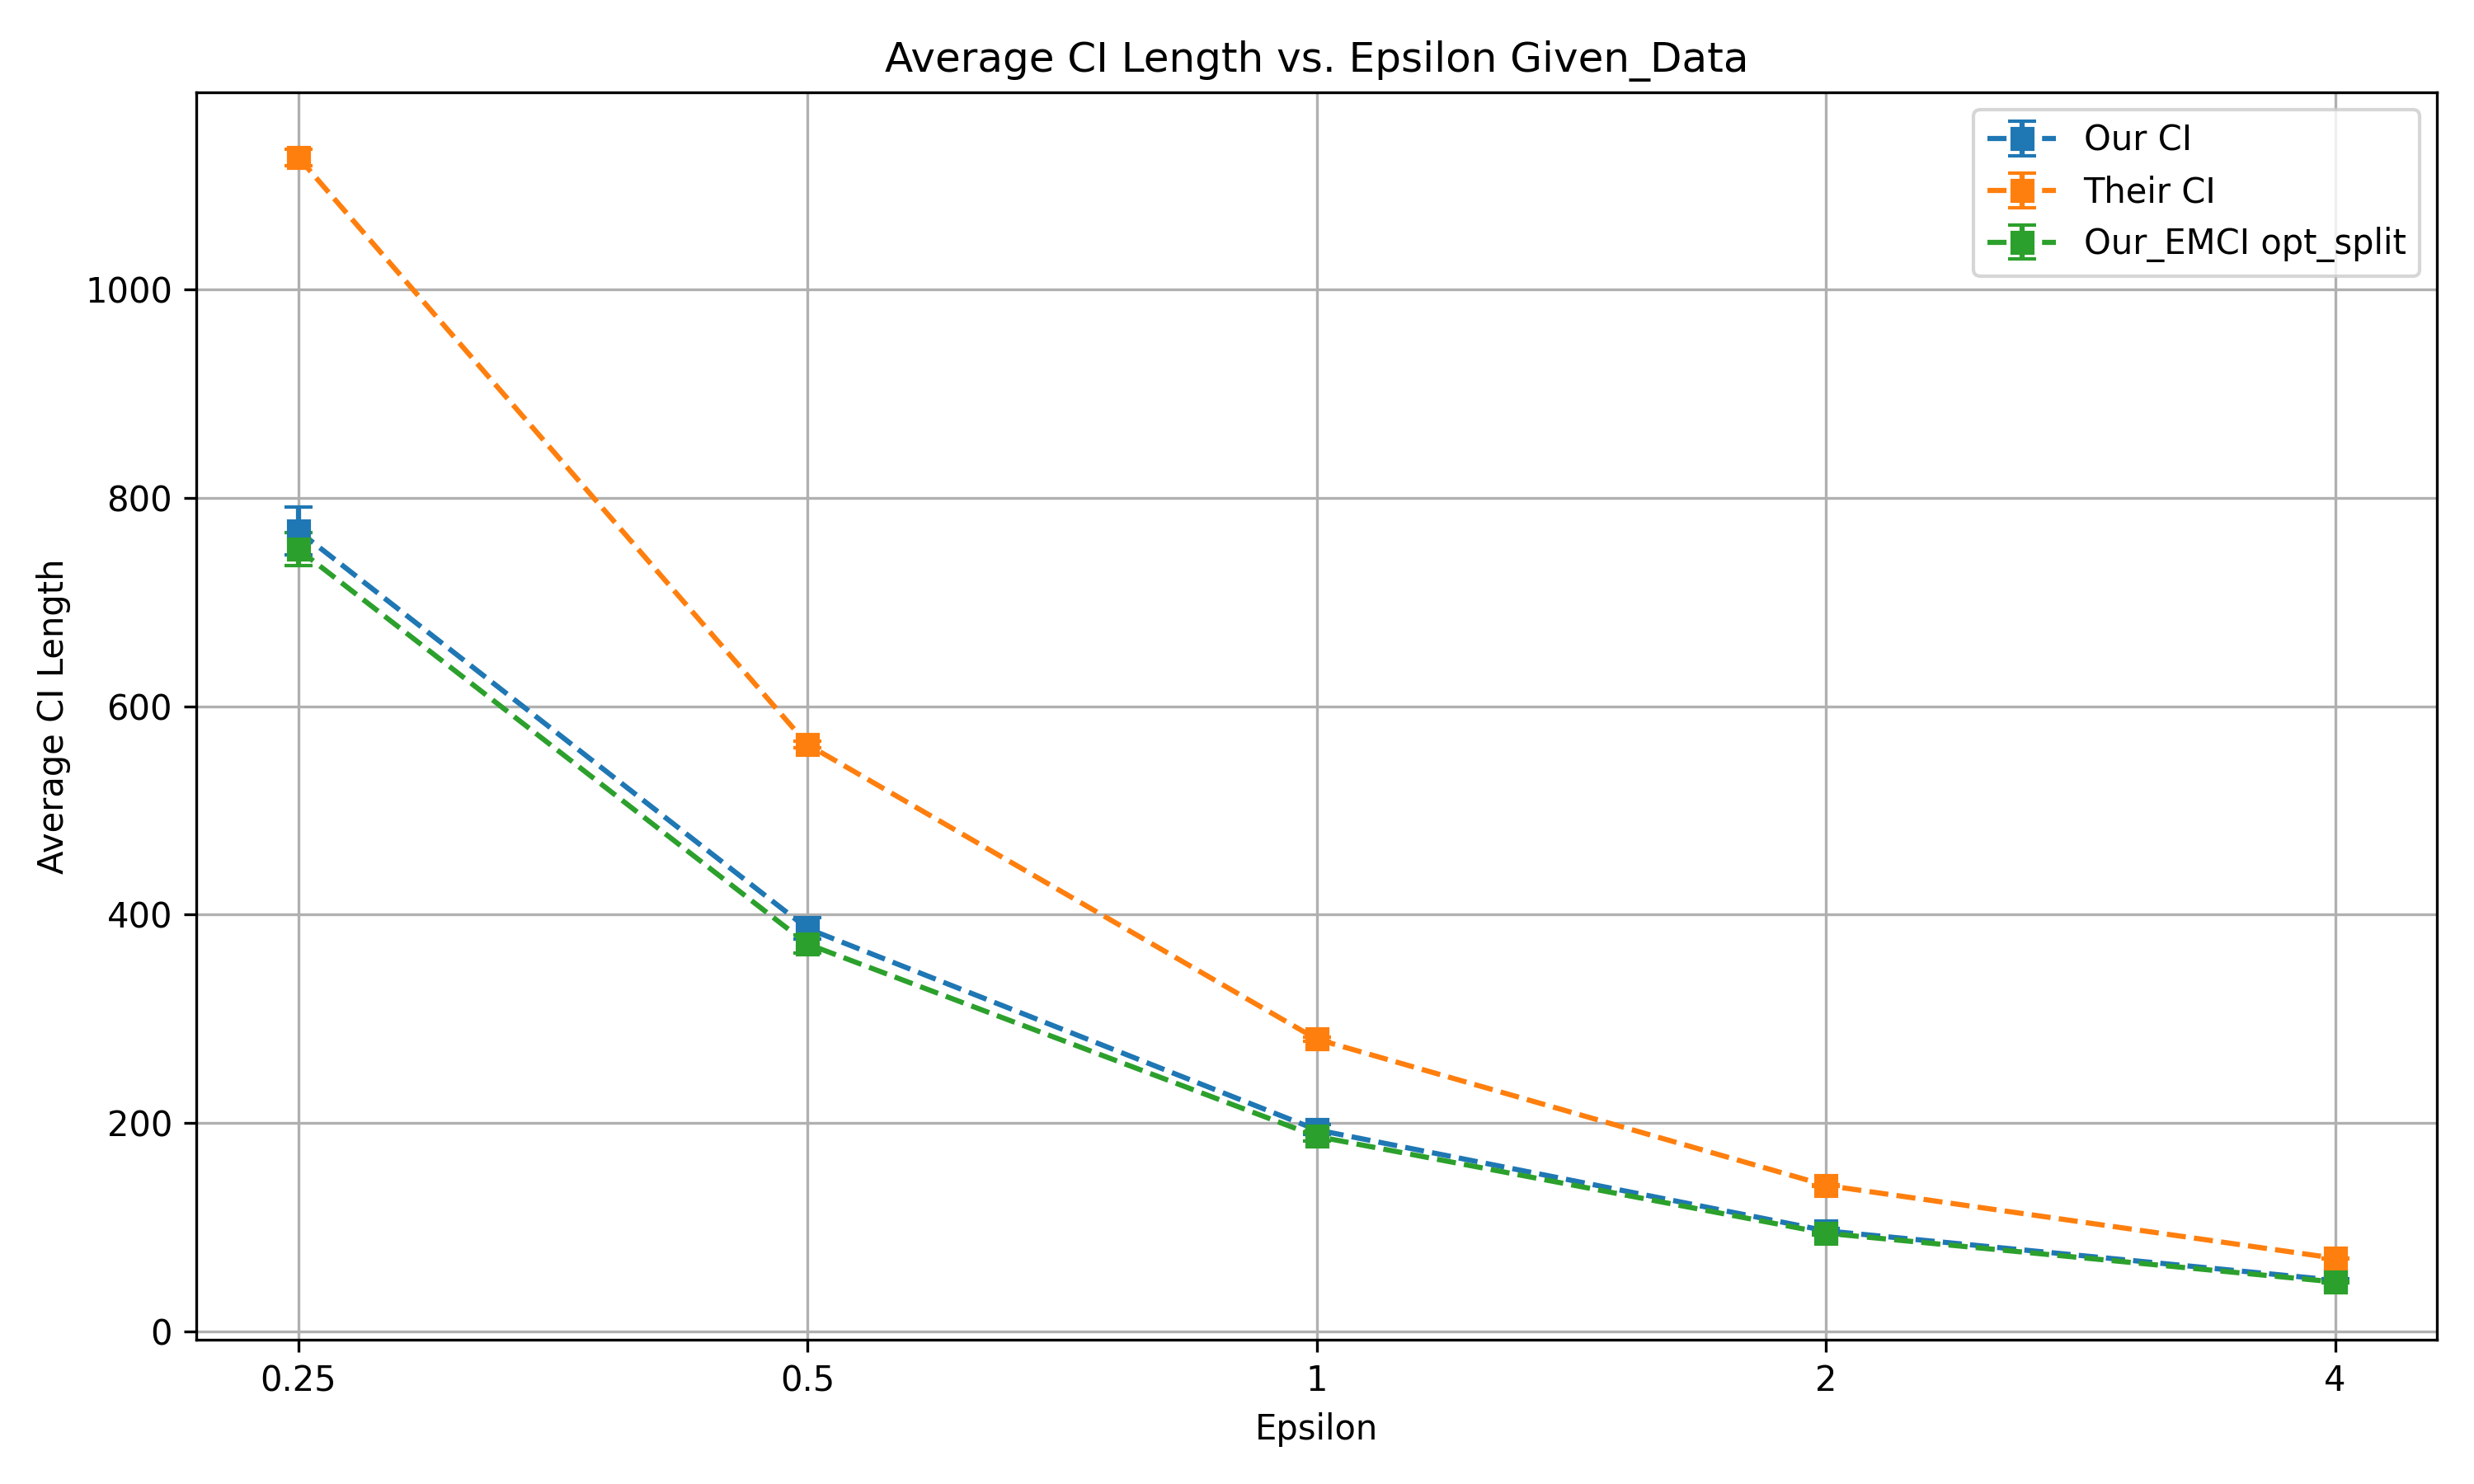 Average CI Length vs. Epsilon Given_Data
Our CI
Their CI
Our_EMCI opt_split
1000
800
600
400
200
0
Average CI Length
0.25 0.5 1 2 4
Epsilon